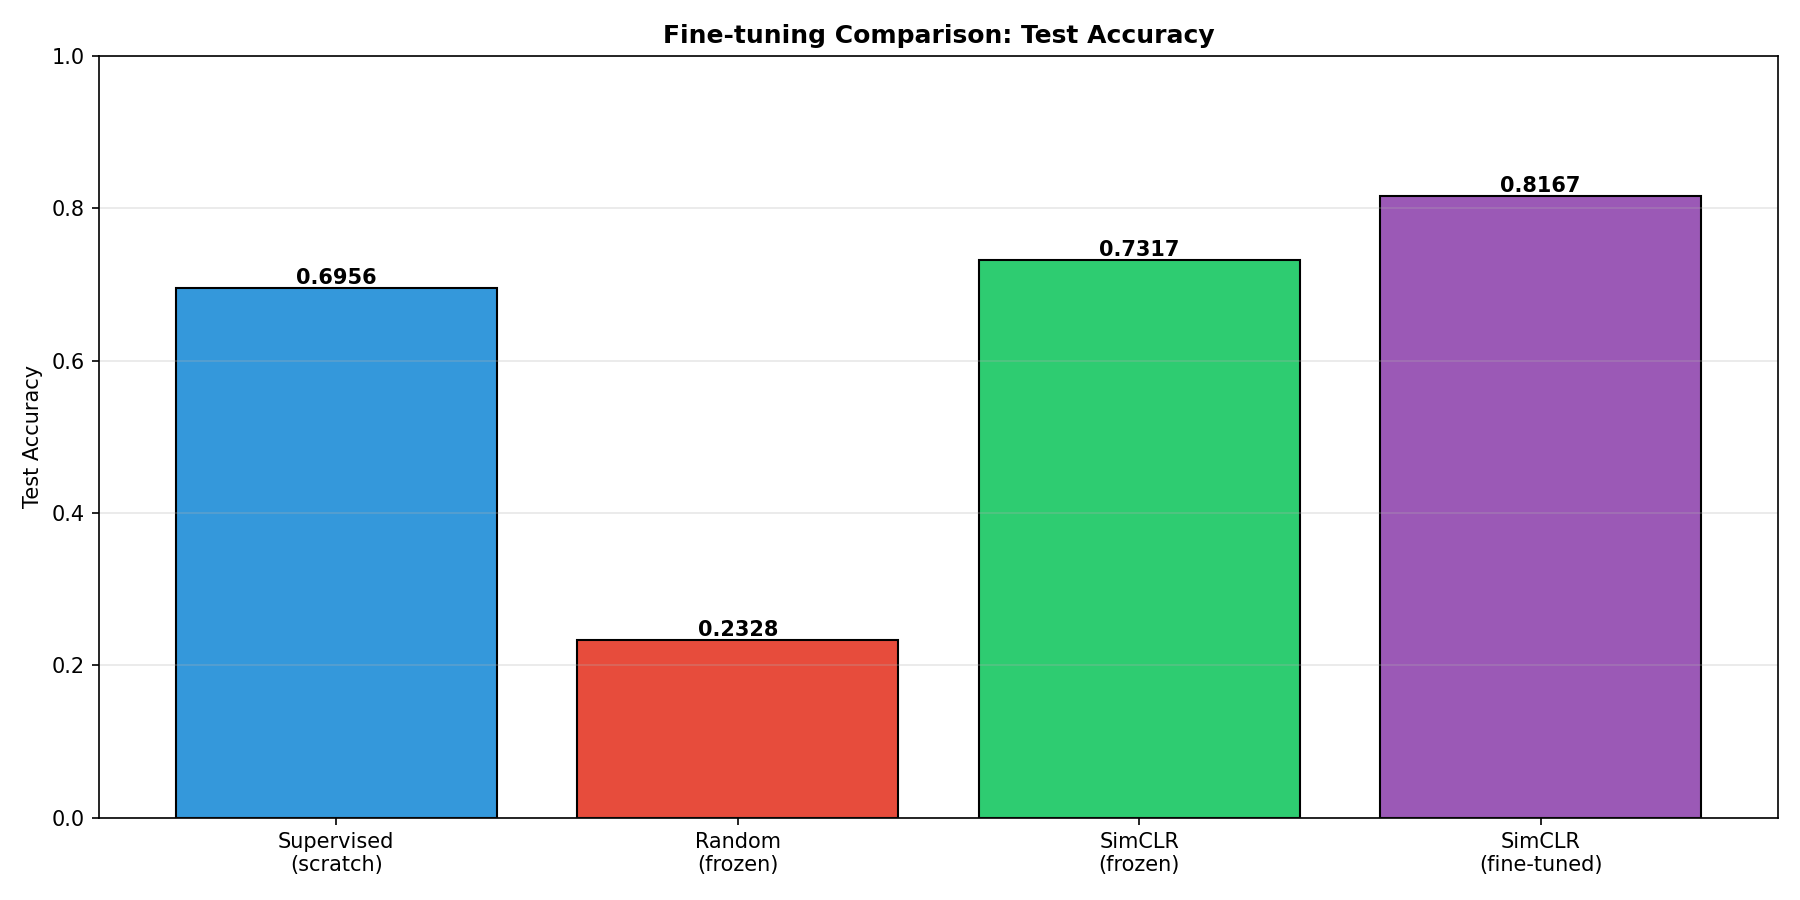 Fine-tuning Comparison: Test Accuracy
1.0
0.8
0.6
0.4
0.2
0.0
Test Accuracy
0.6956
0.2328
0.7317
0.8167
Supervised
(scratch)
Random
(frozen)
SimCLR
(frozen)
SimCLR
(fine-tuned)